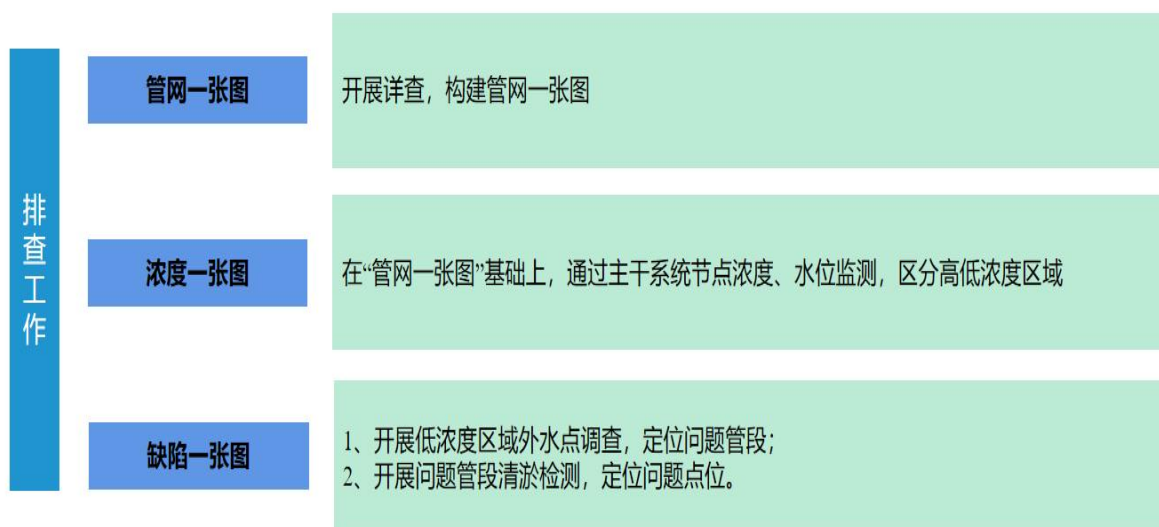 排查工作
管网一张图
开展详查，构建管网一张图
浓度一张图
在“管网一张图”基础上，通过主干系统节点浓度、水位监测，区分高低浓度区域
缺陷一张图
1、开展低浓度区域外水点调查，定位问题管段；
2、开展问题管段清淤检测，定位问题点位。